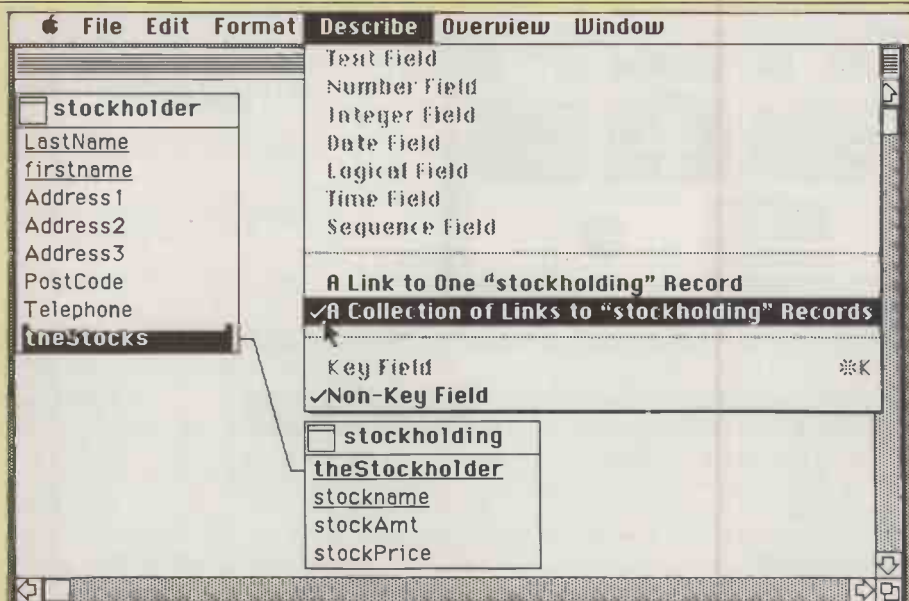 File Edit Format Describe Overview Window
Text Field
Number Field
Integer Field
Date Field
Logical Field
Time Field
Sequence Field
A Link to One “stockholding” Record
✓A Collection of Links to “stockholding” Records
Key Field ⌘K
✓Non-Key Field
stockholder
LastName
firstname
Address1
Address2
Address3
PostCode
Telephone
theStocks
stockholding
theStockholder
stockname
stockAmt
stockPrice